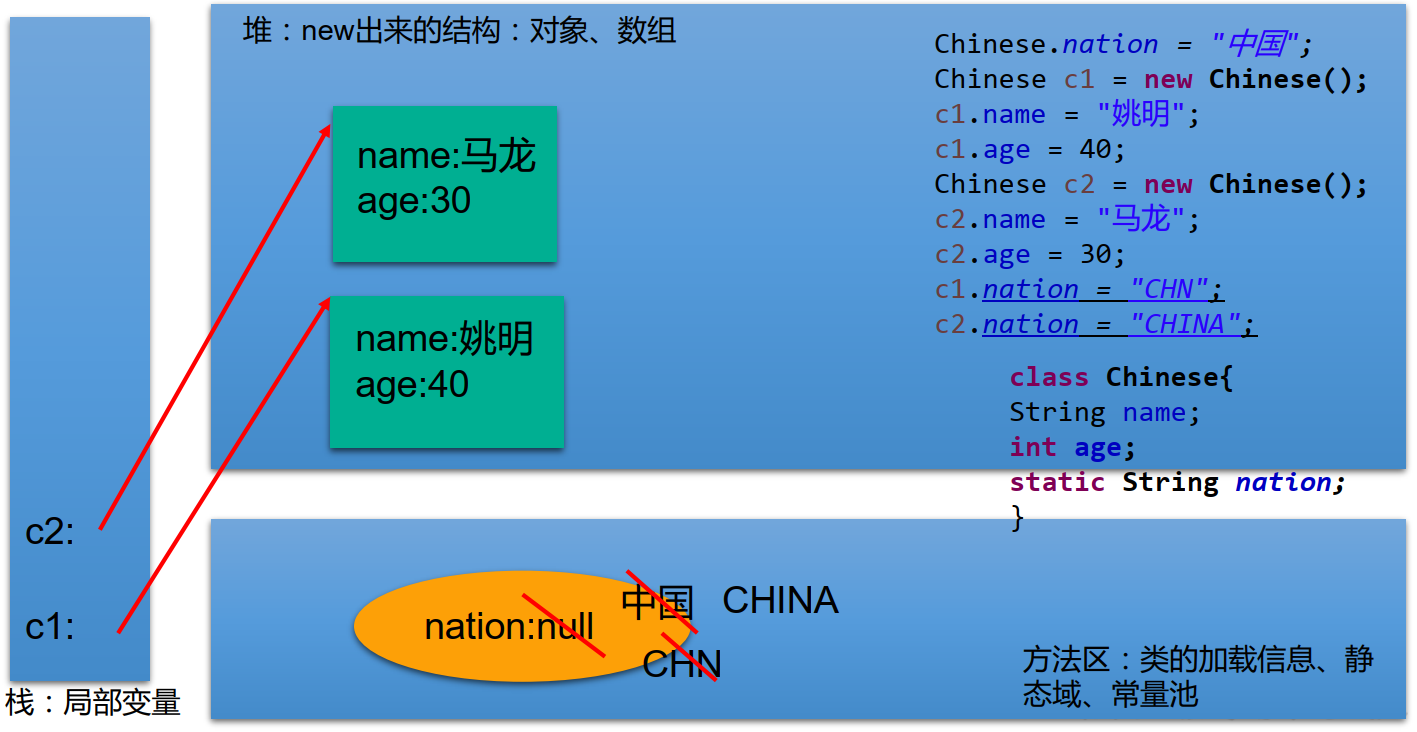 堆：new出来的结构：对象、数组
name:马龙
age:30
name:姚明
age:40
Chinese.nation = "中国";
Chinese c1 = new Chinese();
c1.name = "姚明";
c1.age = 40;
Chinese c2 = new Chinese();
c2.name = "马龙";
c2.age = 30;
c1.nation = "CHN";
c2.nation = "CHINA";
class Chinese{
String name;
int age;
static String nation;
}
c2:
c1:
栈：局部变量
nation:null
中国 CHINA
CHN
方法区：类的加载信息、静
态域、常量池